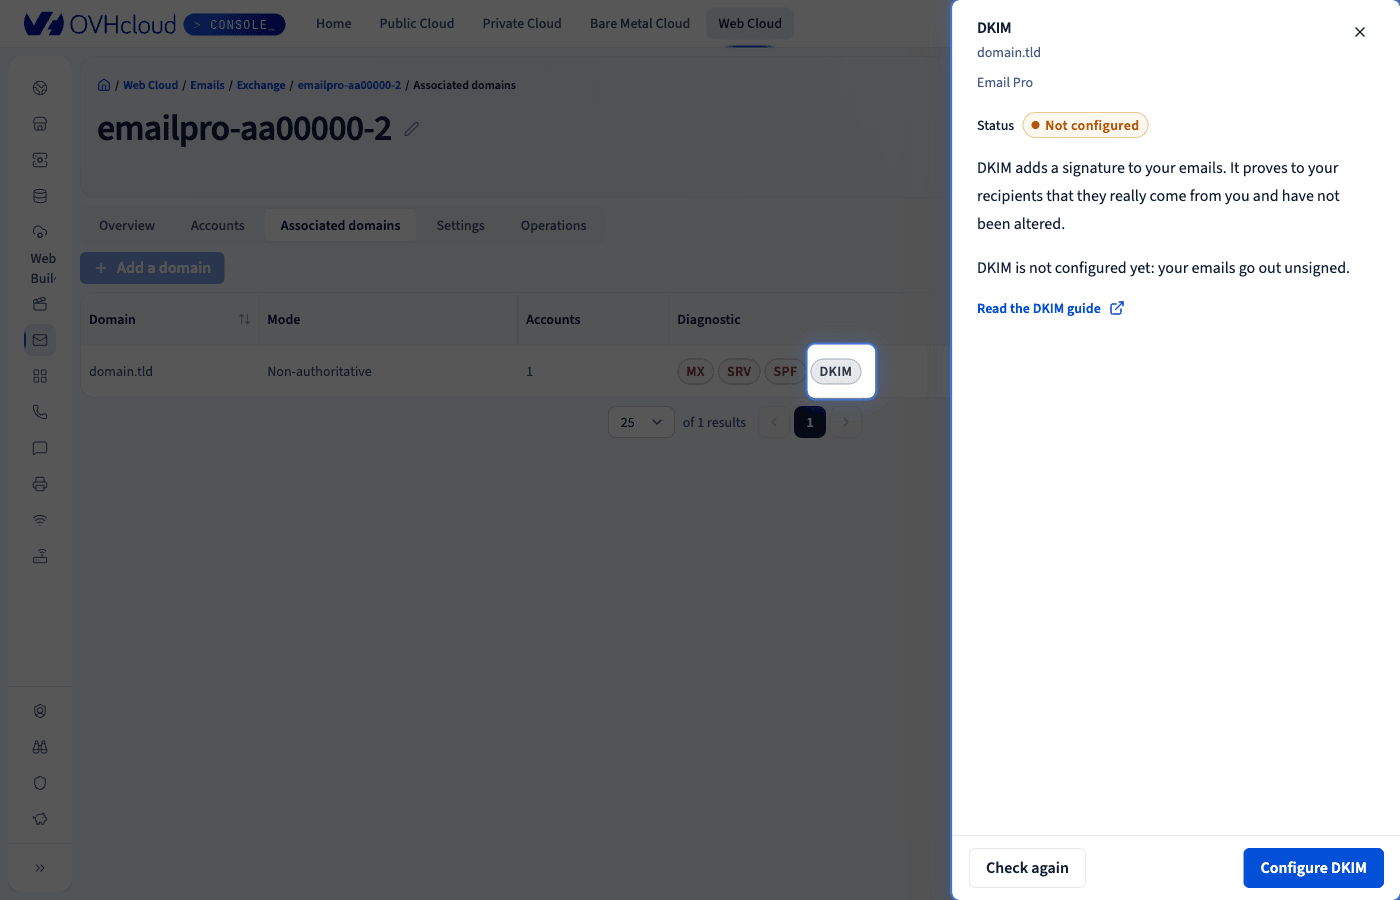 OVHcloud > CONSOLE_ Home Public Cloud Private Cloud Bare Metal Cloud Web Cloud
/ Web Cloud / Emails / Exchange / emailpro-aa00000-2 / Associated domains
emailpro-aa00000-2
Overview Accounts Associated domains Settings Operations
Web
Buil
+ Add a domain
Domain Mode Accounts Diagnostic
domain.tld Non-authoritative 1 MX SRV SPF DKIM
25 of 1 results 1
DKIM
domain.tld
Email Pro
Status Not configured
DKIM adds a signature to your emails. It proves to your
recipients that they really come from you and have not
been altered.
DKIM is not configured yet: your emails go out unsigned.
Read the DKIM guide
Check again Configure DKIM